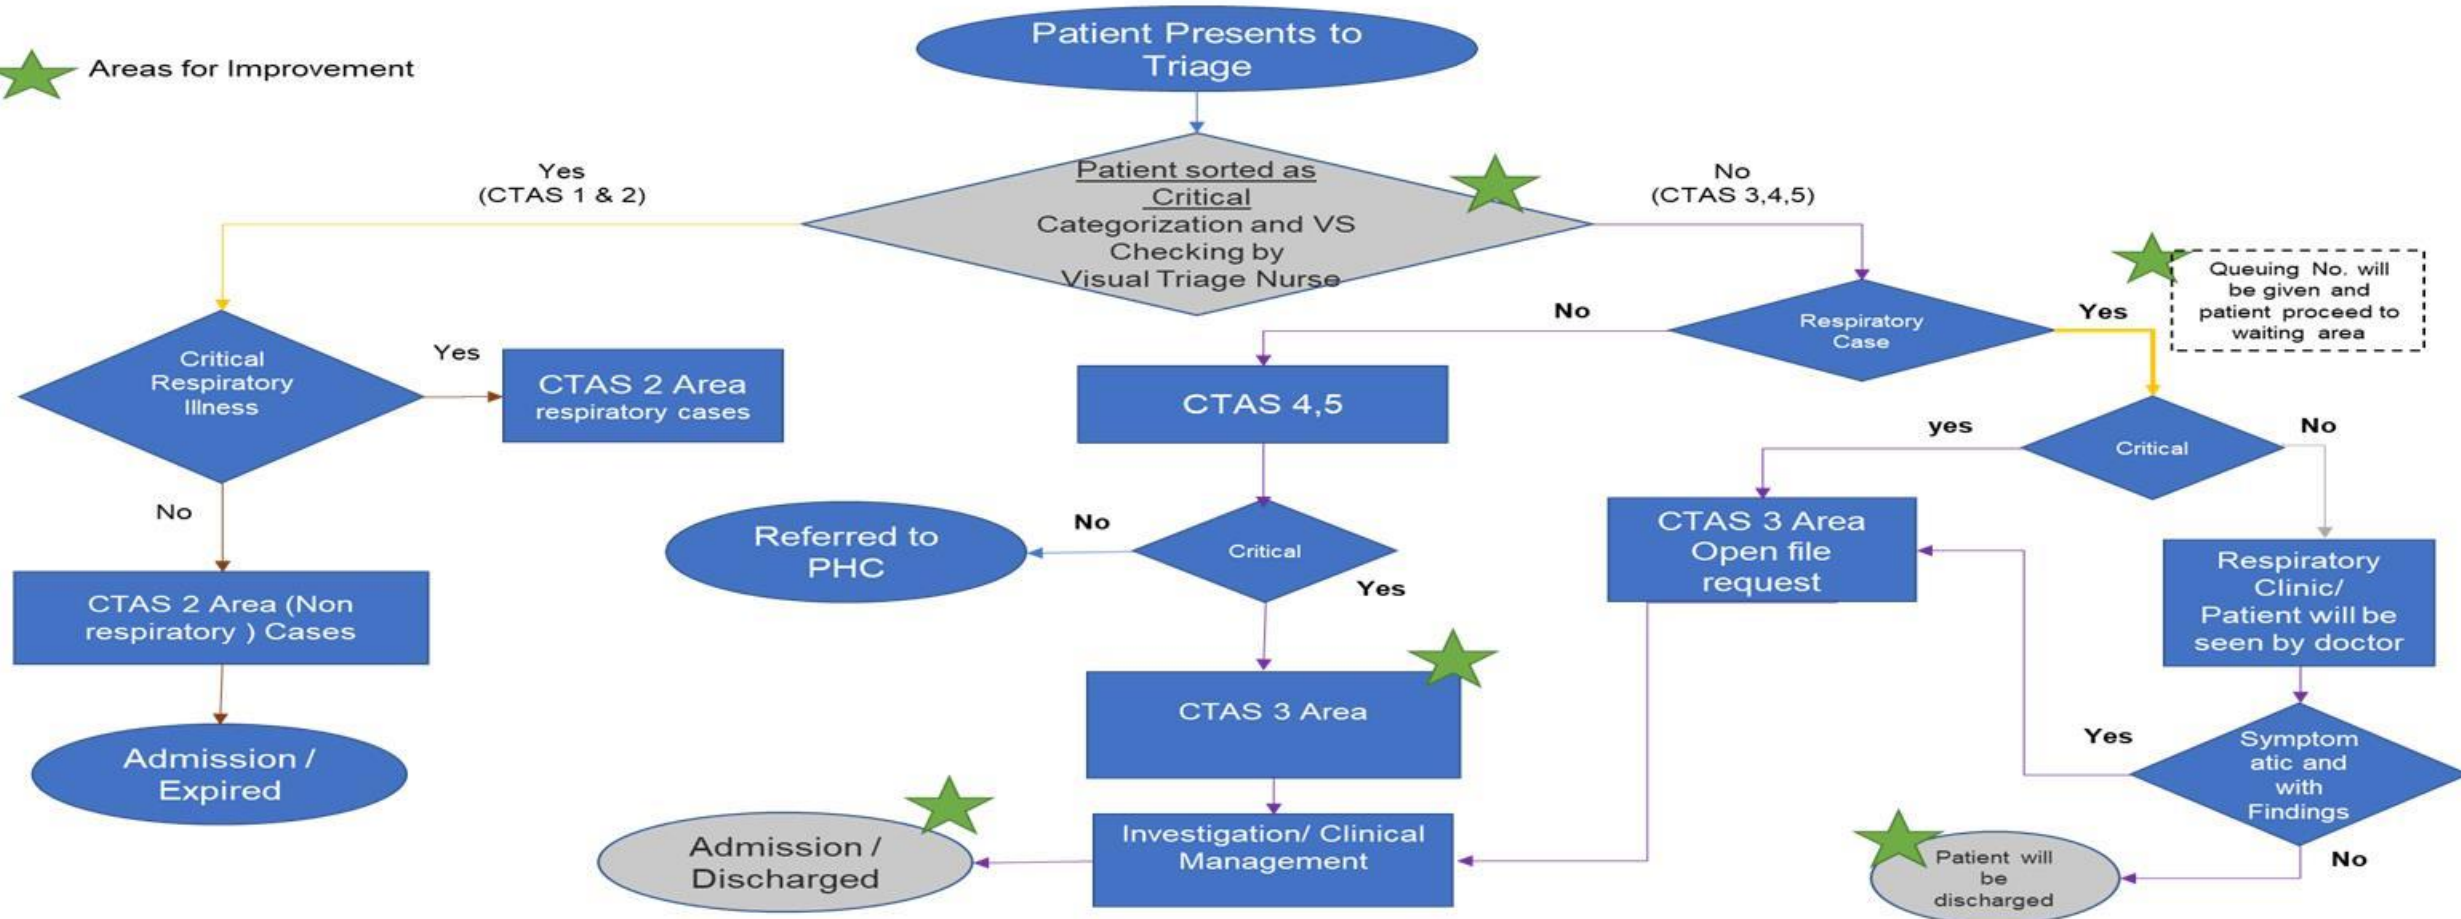 Patient Presents to
Triage
Areas for Improvement
Yes
(CTAS 1 & 2)
Patient sorted as
Critical
Categorization and VS
Checking by
Visual Triage Nurse
No
(CTAS 3,4,5)
Queuing No. will
be given and
patient proceed to
waiting area
Critical
Respiratory
Illness
Yes
CTAS 2 Area
respiratory cases
No
Respiratory
Case
Yes
CTAS 4,5
yes
Critical
No
No
CTAS 2 Area (Non
respiratory ) Cases
Referred to
PHC
No
Critical
Yes
CTAS 3 Area
Open file
request
Respiratory
Clinic/
Patient will be
seen by doctor
Admission /
Expired
CTAS 3 Area
Yes
Symptom
atic and
with
Findings
Admission /
Discharged
Investigation/ Clinical
Management
Patient will
be
discharged
No